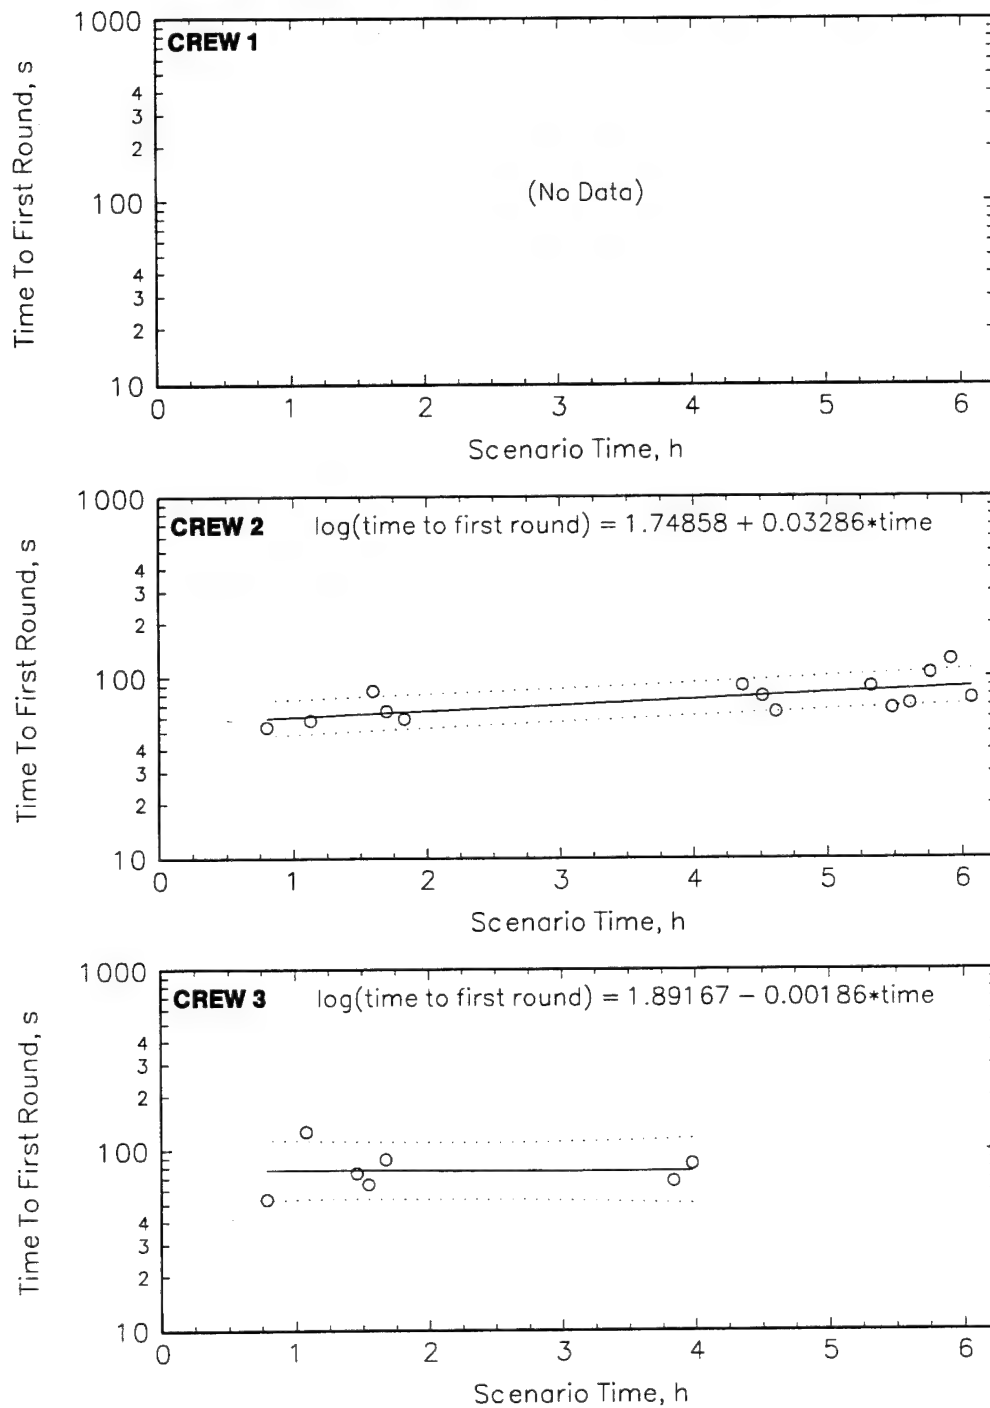 1000
CREW 1
4
3
2
100
(No Data)
4
3
2
10
0 1 2 3 4 5 6
Time To First Round, s
Scenario Time, h
1000
CREW 2 log(time to first round) = 1.74858 + 0.03286*time
4
3
2
100
4
3
2
10
0 1 2 3 4 5 6
Time To First Round, s
Scenario Time, h
1000
CREW 3 log(time to first round) = 1.89167 − 0.00186*time
4
3
2
100
4
3
2
10
0 1 2 3 4 5 6
Time To First Round, s
Scenario Time, h